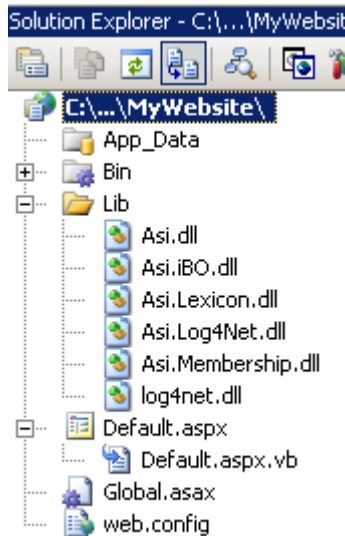 Solution Explorer - C:\...\MyWebsit
C:\...\MyWebsite\
App_Data
Bin
Lib
Asi.dll
Asi.iBO.dll
Asi.Lexicon.dll
Asi.Log4Net.dll
Asi.Membership.dll
log4net.dll
Default.aspx
Default.aspx.vb
Global.asax
web.config